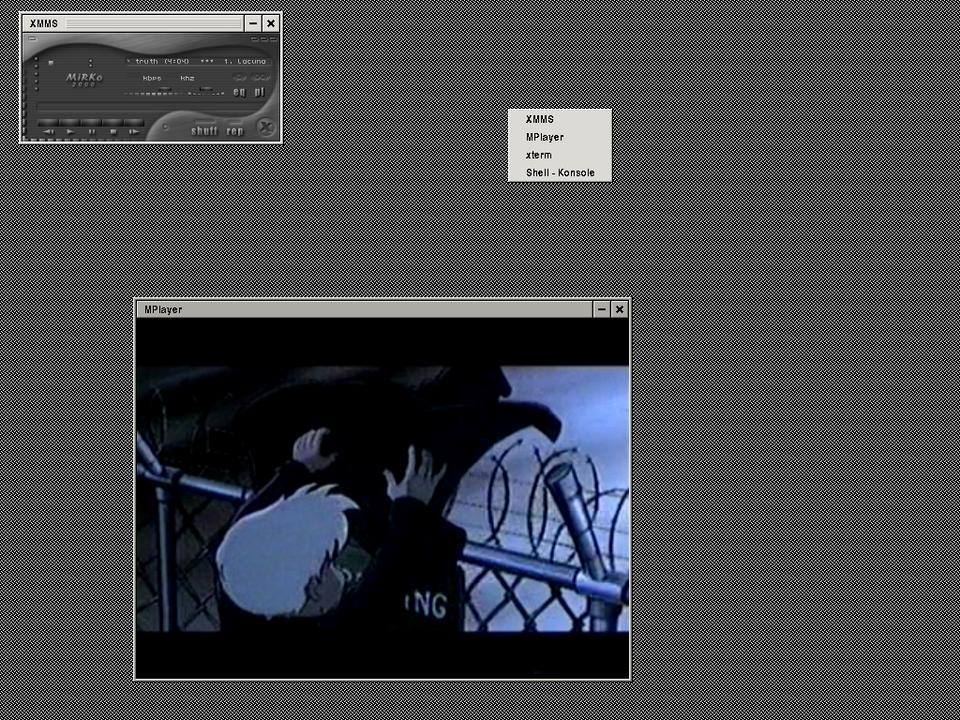 XMMS
truth (4:04) *** 1. Lacuna
MiRKo
2000
kbps khz
eq pl
shuff rep
XMMS
MPlayer
xterm
Shell - Konsole
MPlayer
NG